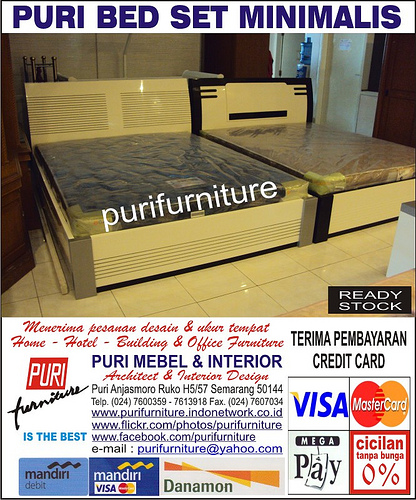 PURI BED SET MINIMALIS
purifurniture
READY
STOCK
Menerima pesanan desain & ukur tempat
Home - Hotel - Building & Office Furniture
PURI MEBEL & INTERIOR
Architect & Interior Design
Puri Anjasmoro Ruko H5/57 Semarang 50144
Telp. (024) 7600359 - 7613918 Fax. (024) 7607034
www.purifurniture.indonetwork.co.id
www.flickr.com/photos/purifurniture
www.facebook.com/purifurniture
e-mail : purifurniture@yahoo.com
PURI
furniture
IS THE BEST
mandiri
debit
mandiri
VISA
Danamon
TERIMA PEMBAYARAN
CREDIT CARD
VISA
MasterCard
MEGA
Pay
cicilan
tanpa bunga
0%